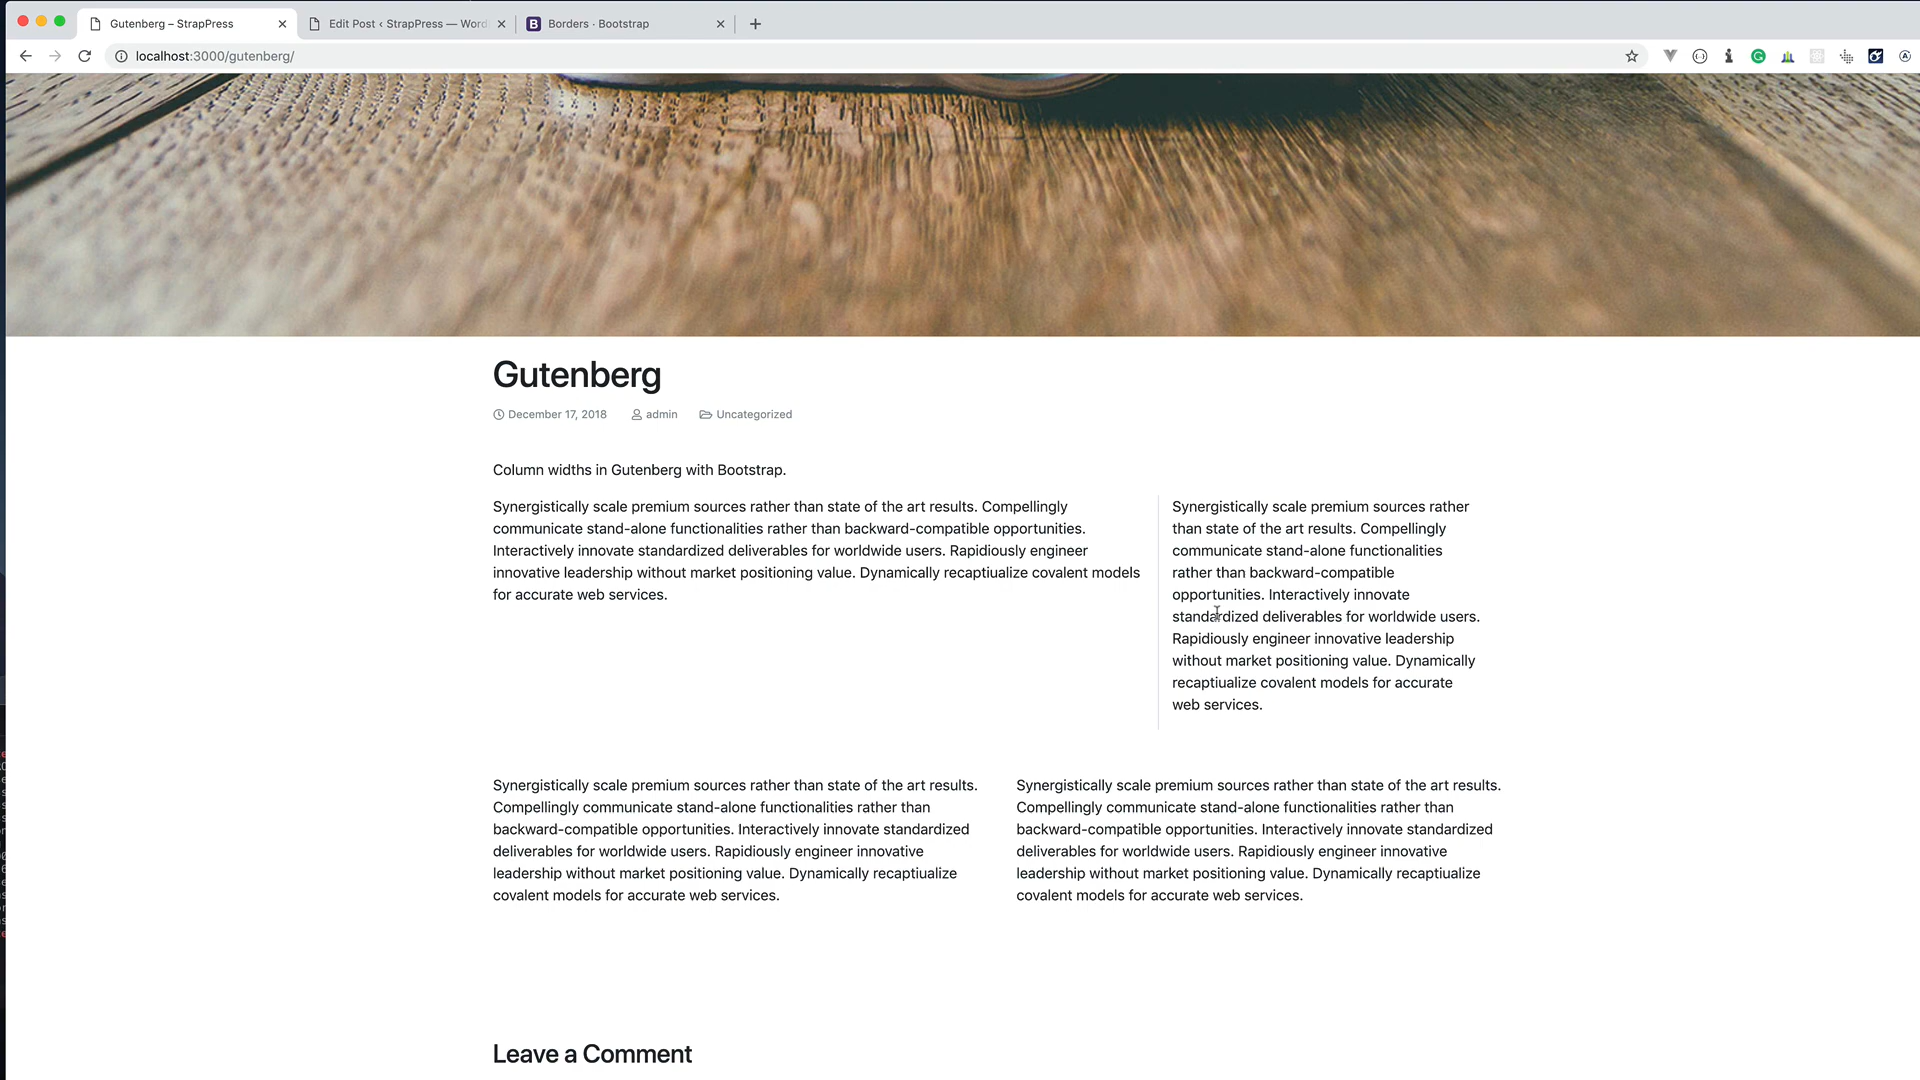 Gutenberg – StrapPress
Edit Post ‹ StrapPress — Word
B Borders · Bootstrap
localhost:3000/gutenberg/
Gutenberg
December 17, 2018 admin Uncategorized
Column widths in Gutenberg with Bootstrap.
Synergistically scale premium sources rather than state of the art results. Compellingly
communicate stand-alone functionalities rather than backward-compatible opportunities.
Interactively innovate standardized deliverables for worldwide users. Rapidiously engineer
innovative leadership without market positioning value. Dynamically recaptiualize covalent models
for accurate web services.
Synergistically scale premium sources rather
than state of the art results. Compellingly
communicate stand-alone functionalities
rather than backward-compatible
opportunities. Interactively innovate
standardized deliverables for worldwide users.
Rapidiously engineer innovative leadership
without market positioning value. Dynamically
recaptiualize covalent models for accurate
web services.
Synergistically scale premium sources rather than state of the art results.
Compellingly communicate stand-alone functionalities rather than
backward-compatible opportunities. Interactively innovate standardized
deliverables for worldwide users. Rapidiously engineer innovative
leadership without market positioning value. Dynamically recaptiualize
covalent models for accurate web services.
Synergistically scale premium sources rather than state of the art results.
Compellingly communicate stand-alone functionalities rather than
backward-compatible opportunities. Interactively innovate standardized
deliverables for worldwide users. Rapidiously engineer innovative
leadership without market positioning value. Dynamically recaptiualize
covalent models for accurate web services.
Leave a Comment